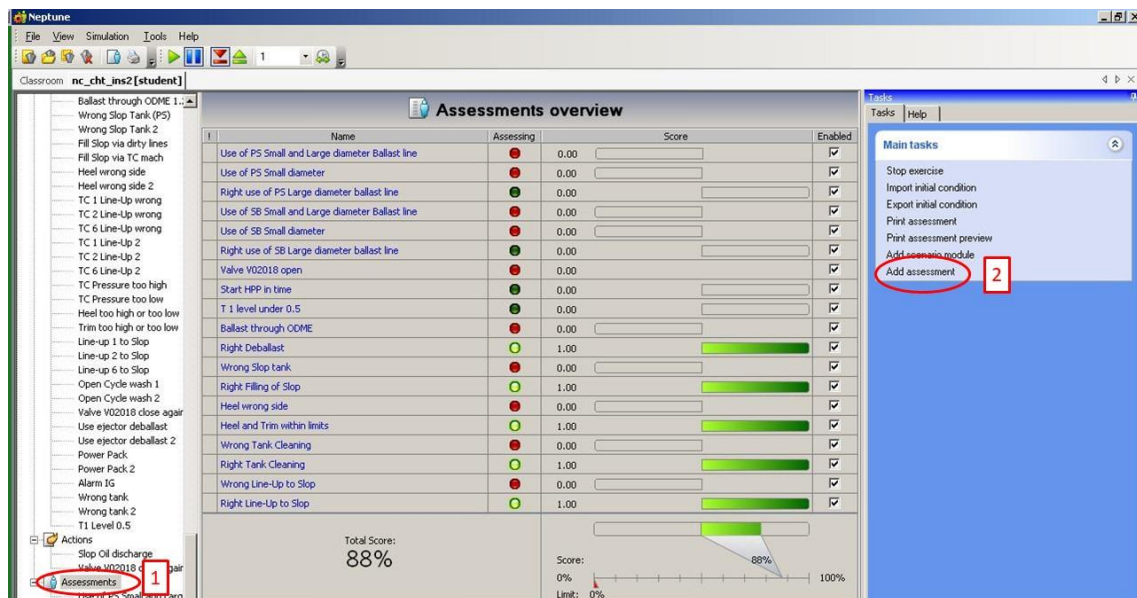 Neptune
File View Simulation Tools Help
1
Classroom nc_cht_ins2[student]
Ballast through ODME 1.2
Wrong Slop Tank (PS)
Wrong Slop Tank 2
Fill Slop via dirty lines
Fill Slop via TC mach
Heel wrong side
Heel wrong side 2
TC 1 Line-Up wrong
TC 2 Line-Up wrong
TC 6 Line-Up wrong
TC 1 Line-Up 2
TC 2 Line-Up 2
TC 6 Line-Up 2
TC Pressure too high
TC Pressure too low
Heel too high or too low
Trim too high or too low
Line-up 1 to Slop
Line-up 2 to Slop
Line-up 6 to Slop
Open Cycle wash 1
Open Cycle wash 2
Valve V02018 close again
Use ejector deballast
Use ejector deballast 2
Power Pack
Power Pack 2
Alarm IG
Wrong tank
Wrong tank 2
T1 Level 0.5
Actions
Slop Oil discharge
Valve V02018
Assessments
1
Assessments overview
! Name Assessing Score Enabled
Use of PS Small and Large diameter Ballast line 0.00
Use of PS Small diameter 0.00
Right use of PS Large diameter ballast line 0.00
Use of SB Small and Large diameter Ballast line 0.00
Use of SB Small diameter 0.00
Right use of SB Large diameter ballast line 0.00
Valve V02018 open 0.00
Start HPP in time 0.00
T 1 level under 0.5 0.00
Ballast through ODME 0.00
Right Deballast 1.00
Wrong Slop tank 0.00
Right Filling of Slop 1.00
Heel wrong side 0.00
Heel and Trim within limits 1.00
Wrong Tank Cleaning 0.00
Right Tank Cleaning 1.00
Wrong Line-Up to Slop 0.00
Right Line-Up to Slop 1.00
Total Score:
88%
Score: 88%
0% 100%
Limit: 0%
Tasks
Tasks Help
Main tasks
Stop exercise
Import initial condition
Export initial condition
Print assessment
Print assessment preview
Add scenario module
Add assessment
2